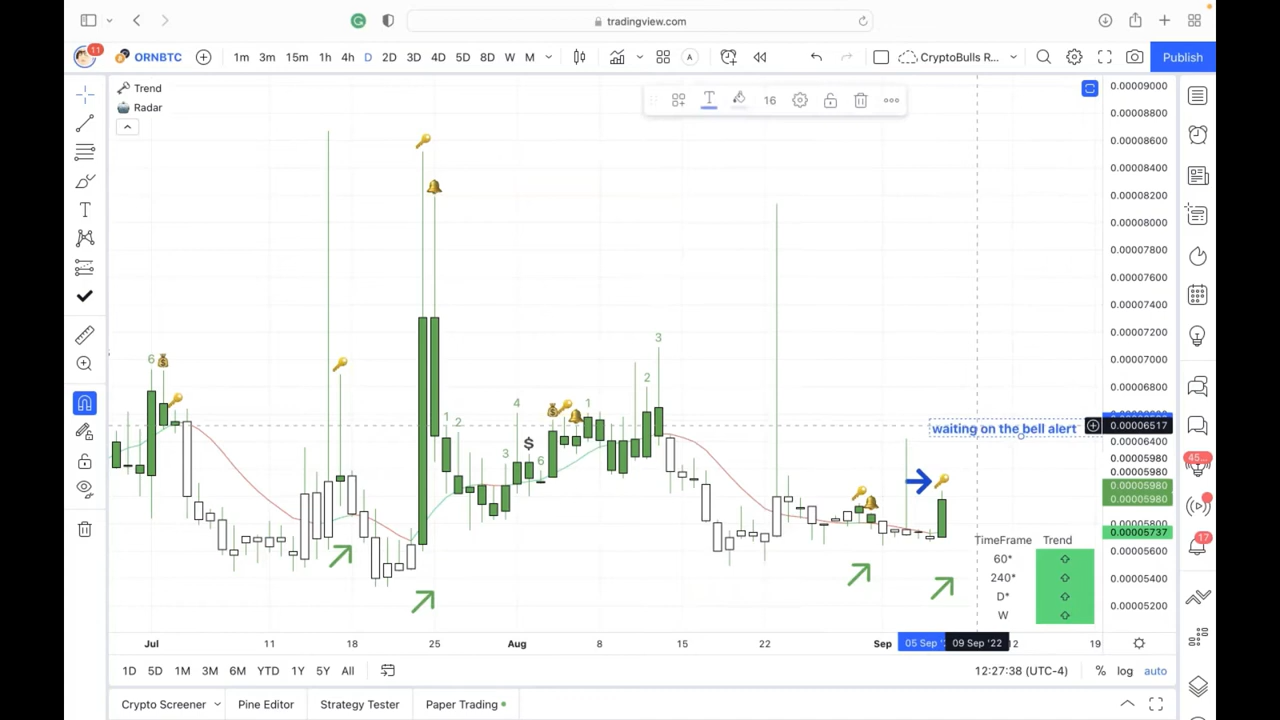 tradingview.com
11
ORNBTC
1m 3m 15m 1h 4h D 2D 3D 4D 5D 8D W M
CryptoBulls R...
Publish
Trend
Radar
16
0.00009000
0.00008800
0.00008600
0.00008400
0.00008200
0.00008000
0.00007800
0.00007600
0.00007400
0.00007200
0.00007000
0.00006800
0.00006517
0.00006400
0.00005980
0.00005980
0.00005980
0.00005980
0.00005800
0.00005737
0.00005600
0.00005400
0.00005200
6
1
2
3
4
$
6
1
2
3
waiting on the bell alert
TimeFrame Trend
60*
240*
D*
W
45...
17
Jul 11 18 25 Aug 8 15 22 Sep 05 Sep '
09 Sep '22
19
1D 5D 1M 3M 6M YTD 1Y 5Y All
12:27:38 (UTC-4)
% log auto
Crypto Screener Pine Editor Strategy Tester Paper Trading